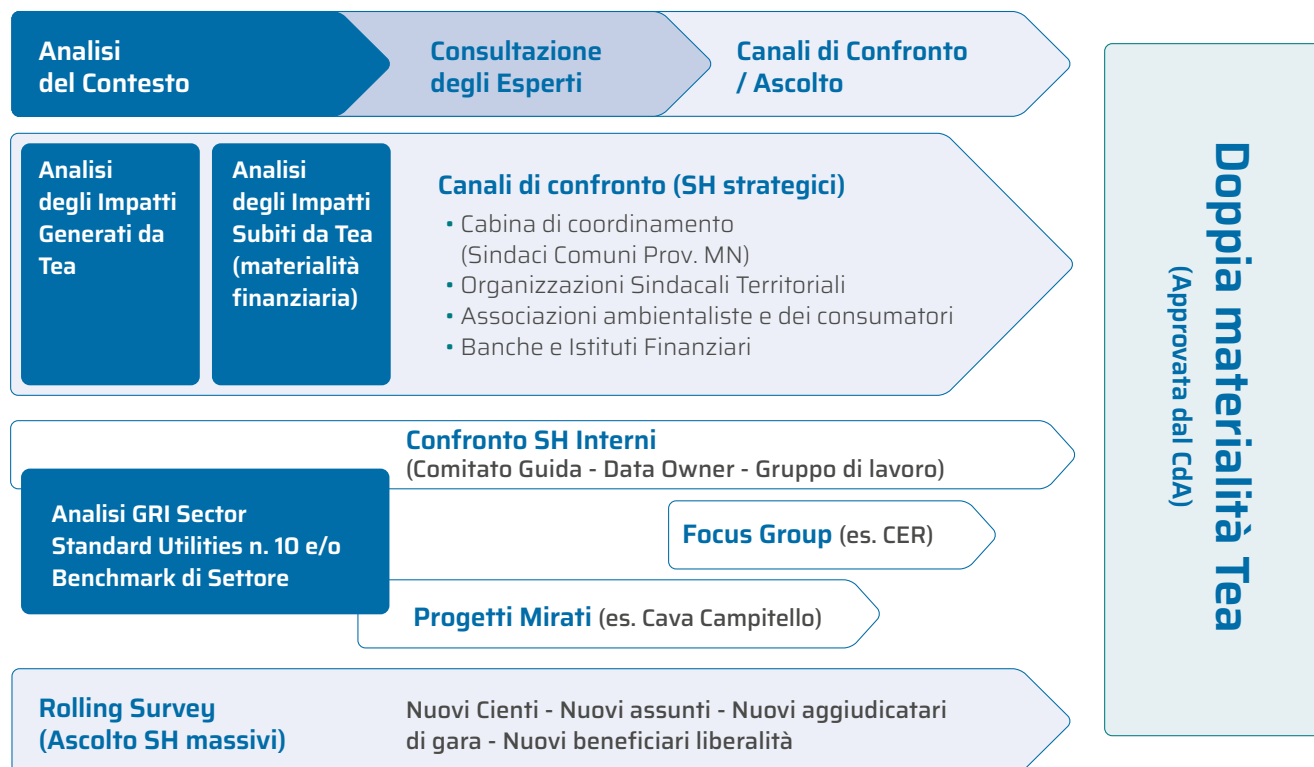 Analisi
del Contesto
Consultazione
degli Esperti
Canali di Confronto
/ Ascolto
Analisi
degli Impatti
Generati da
Tea
Analisi
degli Impatti
Subiti da Tea
(materialità
finanziaria)
Canali di confronto (SH strategici)
• Cabina di coordinamento
(Sindaci Comuni Prov. MN)
• Organizzazioni Sindacali Territoriali
• Associazioni ambientaliste e dei consumatori
• Banche e Istituti Finanziari
Confronto SH Interni
(Comitato Guida - Data Owner - Gruppo di lavoro)
Analisi GRI Sector
Standard Utilities n. 10 e/o
Benchmark di Settore
Focus Group (es. CER)
Progetti Mirati (es. Cava Campitello)
Rolling Survey
(Ascolto SH massivi)
Nuovi Cienti - Nuovi assunti - Nuovi aggiudicatari
di gara - Nuovi beneficiari liberalità
Doppia materialità Tea
(Approvata dal CdA)